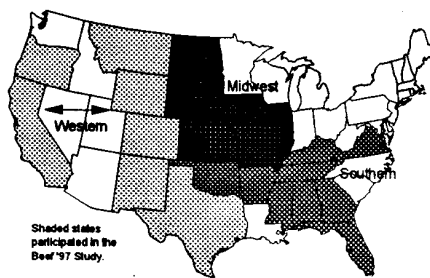 Midwest
Western
Southern
Shaded states
participated in the
Beef '97 Study.